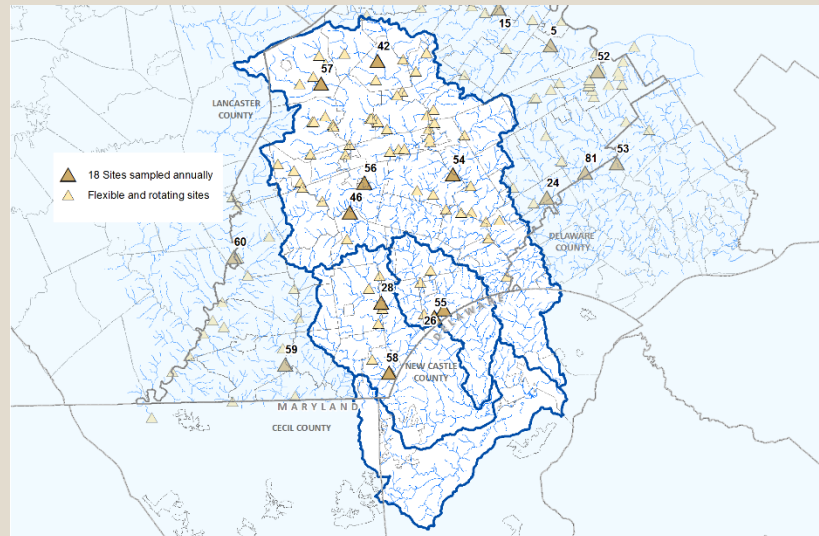 15
5
42
52
57
LANCASTER
COUNTY
53
18 Sites sampled annually
56
54
81
Flexible and rotating sites
24
46
DELAWARE
COUNTY
60
28
55
26
DELAWARE
59
58
NEW CASTLE
COUNTY
MARYLAND
CECIL COUNTY